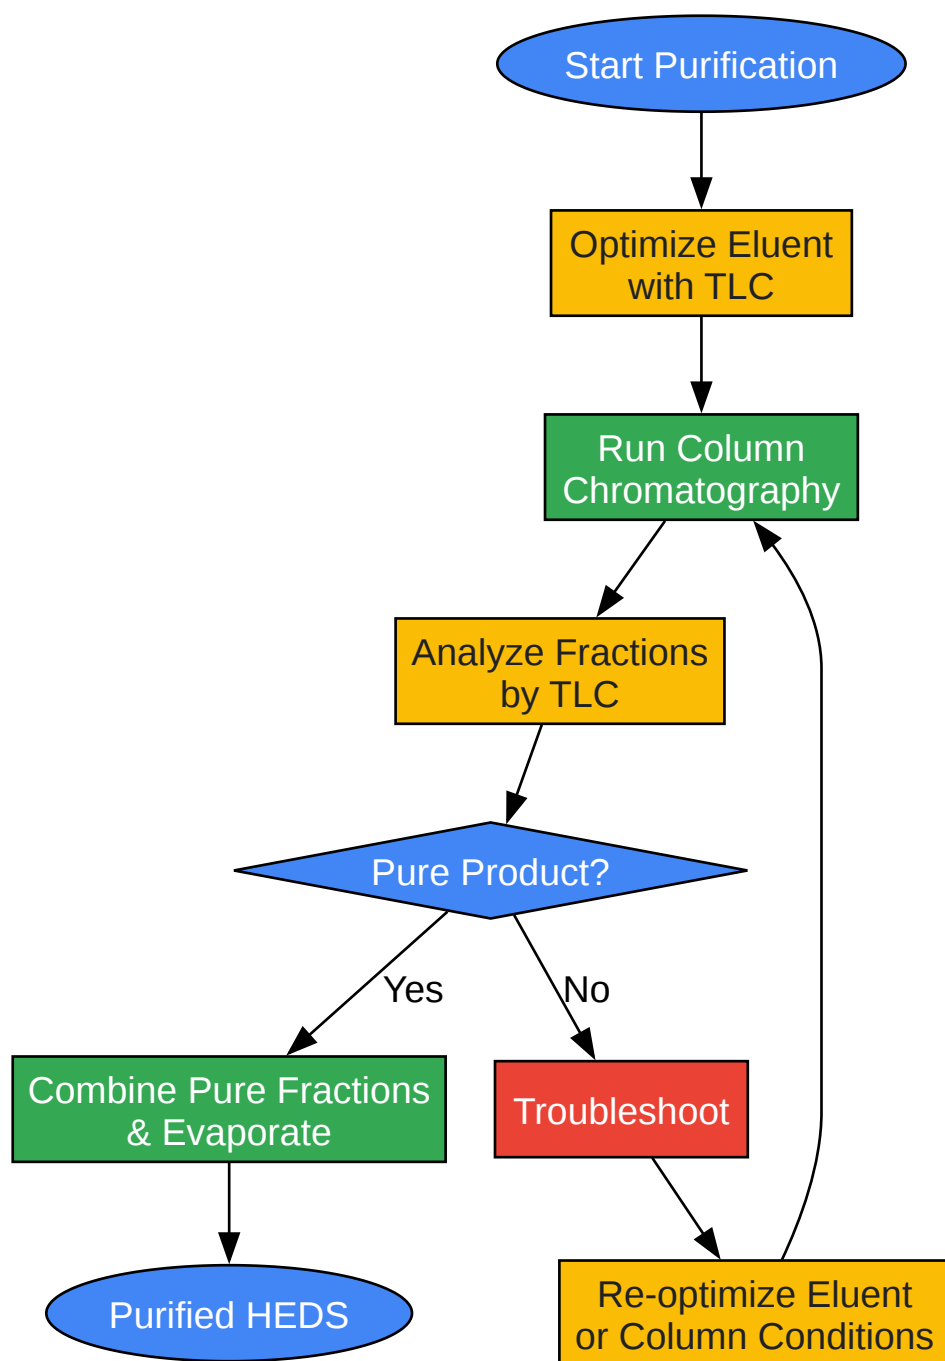 Start Purification
Optimize Eluent
with TLC
Run Column
Chromatography
Analyze Fractions
by TLC
Pure Product?
Yes
No
Combine Pure Fractions
& Evaporate
Troubleshoot
Purified HEDS
Re-optimize Eluent
or Column Conditions